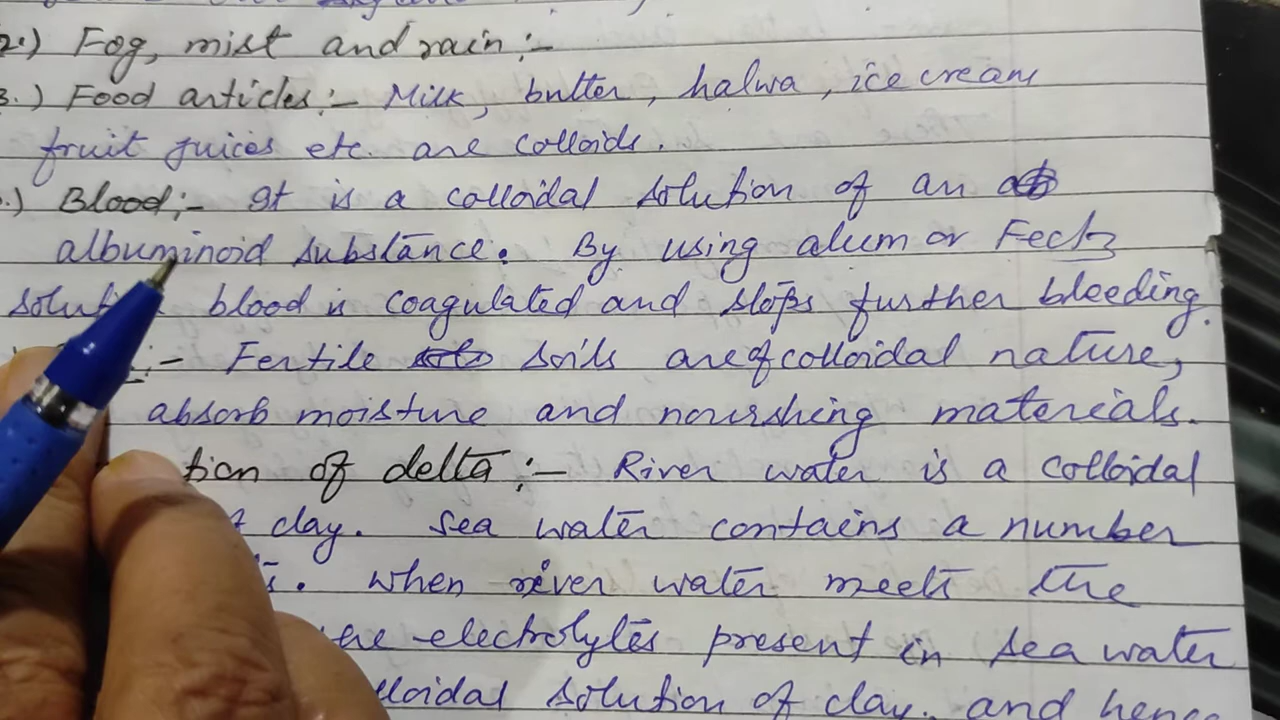 2.) Fog, mist and rain :-
3.) Food articles :- Milk, butter, halwa, ice cream
fruit juices etc. are colloids.
.) Blood :- It is a colloidal solution of an
albuminoid substance. By using alum or Fecl3
solut blood is coagulated and stops further bleeding.
:- Fertile soils are of colloidal nature,
absorb moisture and nourshing materials.
tion of delta :- River water is a colloidal
clay. Sea water contains a number
s. When river water meets the
the electrolytes present in sea water
lloidal solution of clay. and hence